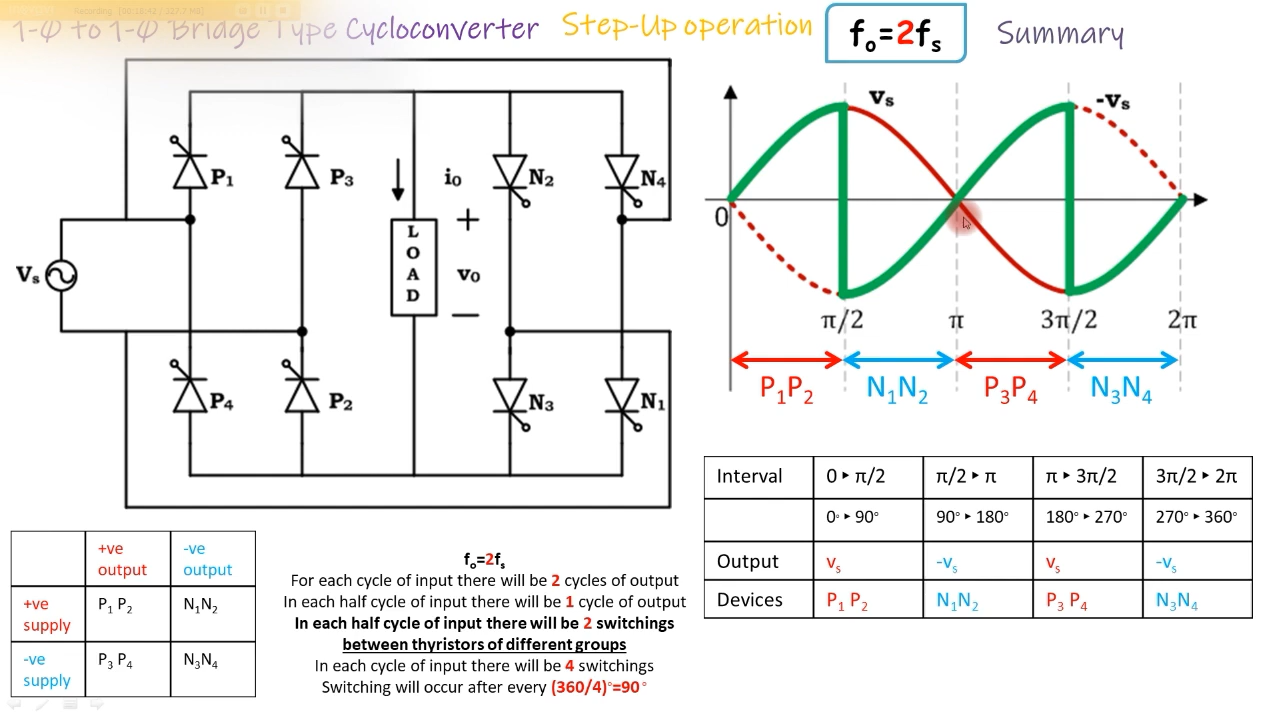 1-Φ to 1-Φ Bridge Type Cycloconverter Step-Up operation fo=2fs Summary
P1
P3
io
N2
N4
Vs
LOAD
+
vo
−
P4
P2
N3
N1
vs
-vs
0
π/2 π 3π/2 2π
P1P2 N1N2 P3P4 N3N4
Interval 0 ▸ π/2 π/2 ▸ π π ▸ 3π/2 3π/2 ▸ 2π
0° ▸ 90° 90° ▸ 180° 180° ▸ 270° 270° ▸ 360°
Output vs -vs vs -vs
Devices P1 P2 N1N2 P3 P4 N3N4
+ve output -ve output
+ve supply P1 P2 N1N2
-ve supply P3 P4 N3N4
fo=2fs
For each cycle of input there will be 2 cycles of output
In each half cycle of input there will be 1 cycle of output
In each half cycle of input there will be 2 switchings
between thyristors of different groups
In each cycle of input there will be 4 switchings
Switching will occur after every (360/4)°=90°